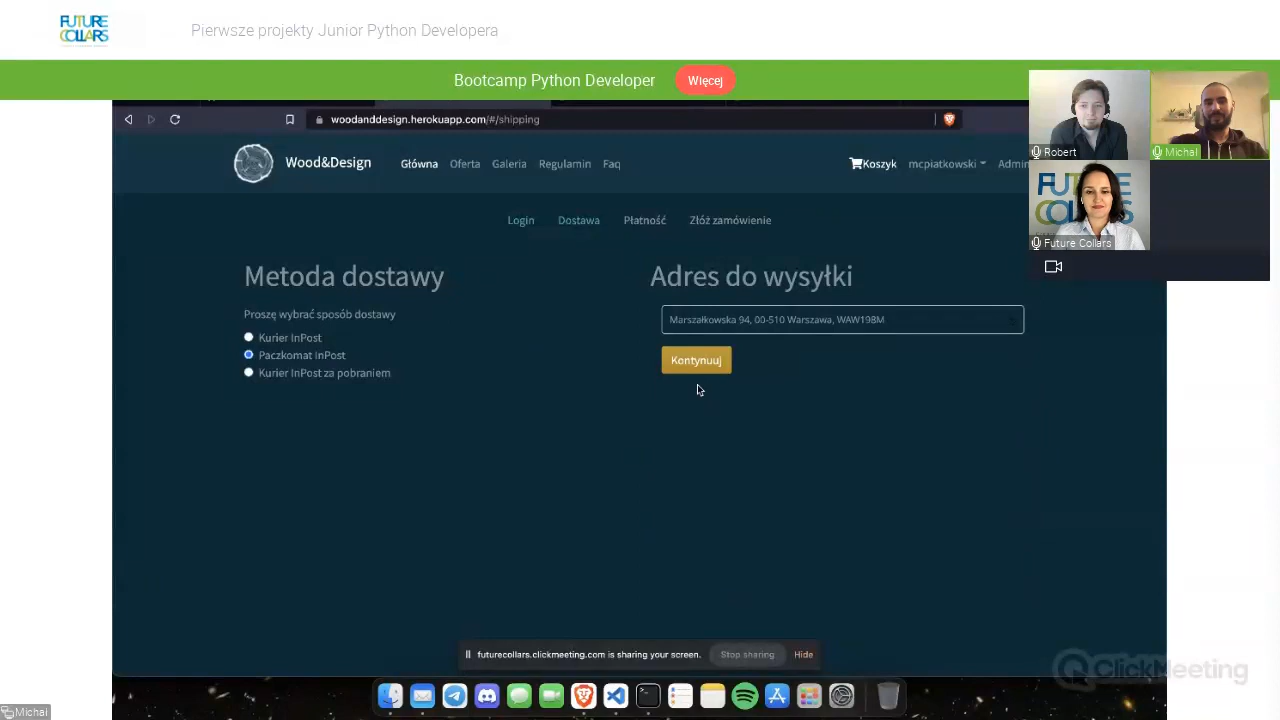 FUTURE
COLLARS
Pierwsze projekty Junior Python Developera
Bootcamp Python Developer
Więcej
woodanddesign.herokuapp.com/#/shipping
Wood&Design
Główna
Oferta
Galeria
Regulamin
Faq
Koszyk
mcpiatkowski
Admin
Login
Dostawa
Płatność
Złóż zamówienie
Metoda dostawy
Proszę wybrać sposób dostawy
Kurier InPost
Paczkomat InPost
Kurier InPost za pobraniem
Adres do wysyłki
Marszałkowska 94, 00-510 Warszawa, WAW198M
Kontynuuj
Robert
Michal
FUTURE
COLLARS
Future Collars
futurecollars.clickmeeting.com is sharing your screen.
Stop sharing
Hide
ClickMeeting
Michal